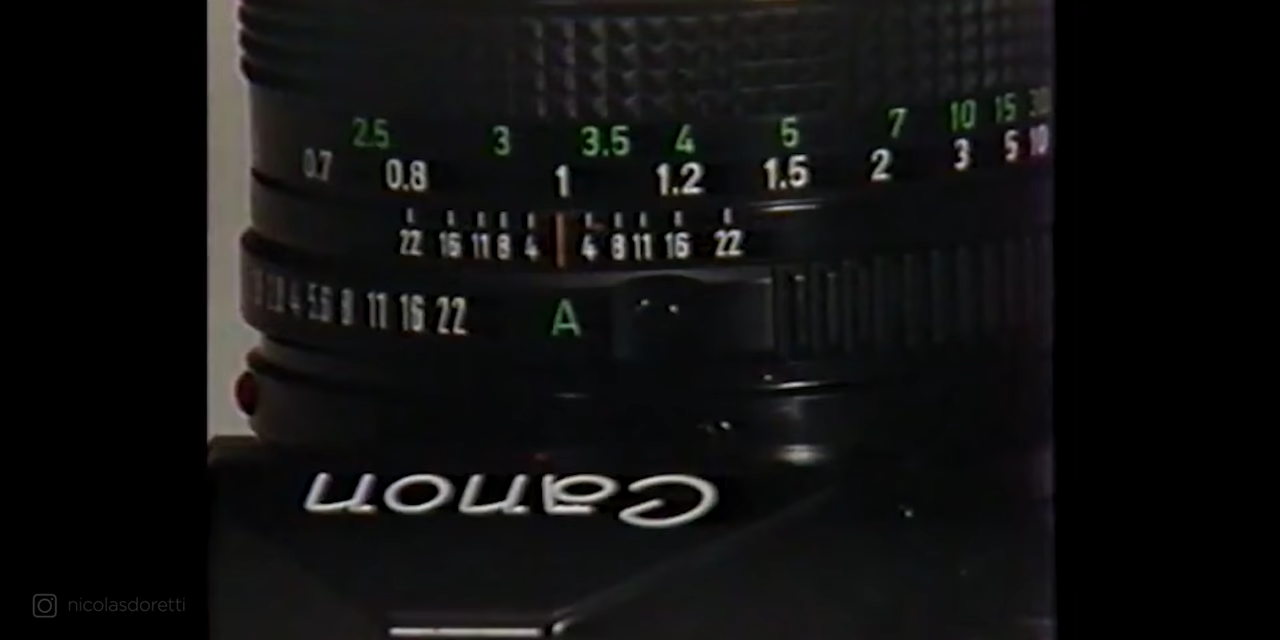 2.5 3 3.5 4 5 7 10 15 30
0.7 0.8 1 1.2 1.5 2 3 5 10
22 16 11 8 4 4 8 11 16 22
4 5.6 8 11 16 22 A
Canon
nicolasdoretti